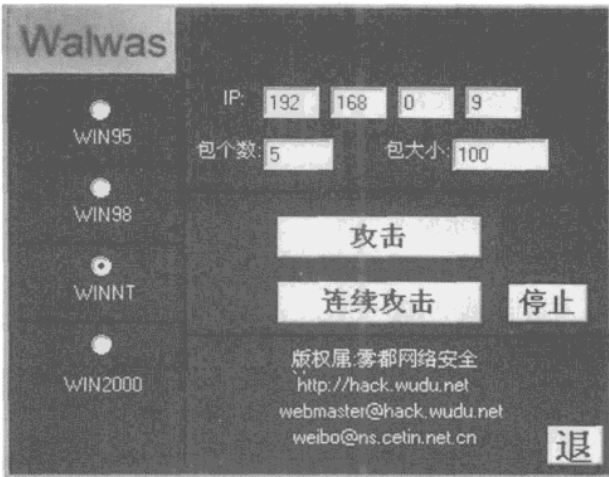 Walwas
WIN95
WIN98
WINNT
WIN2000
IP: 192 168 0 9
包个数: 5 包大小: 100
攻击
连续攻击 停止
版权属:雾都网络安全
http://hack.wudu.net
webmaster@hack.wudu.net
weibo@ns.cetin.net.cn
退